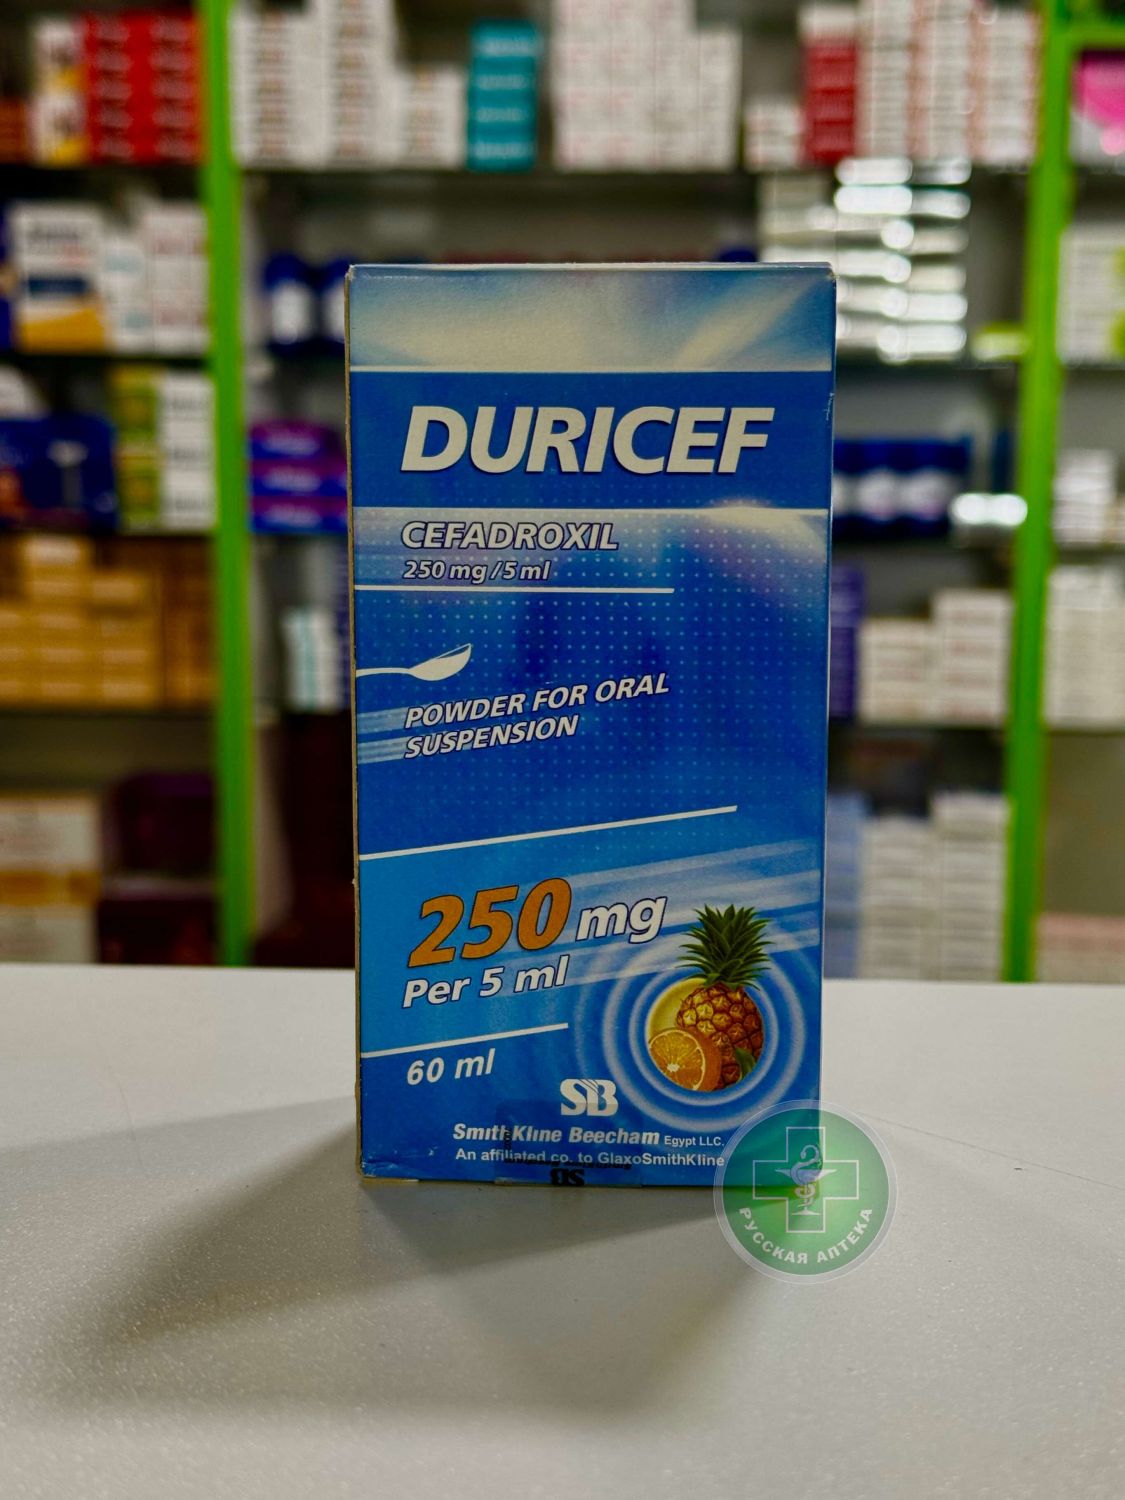 DURICEF
CEFADROXIL
250 mg/5 ml
POWDER FOR ORAL
SUSPENSION
250 mg
Per 5 ml
60 ml
SB
SmithKline Beecham Egypt LLC.
An affiliated co. to GlaxoSmithKline
SB
РУССКАЯ АПТЕКА